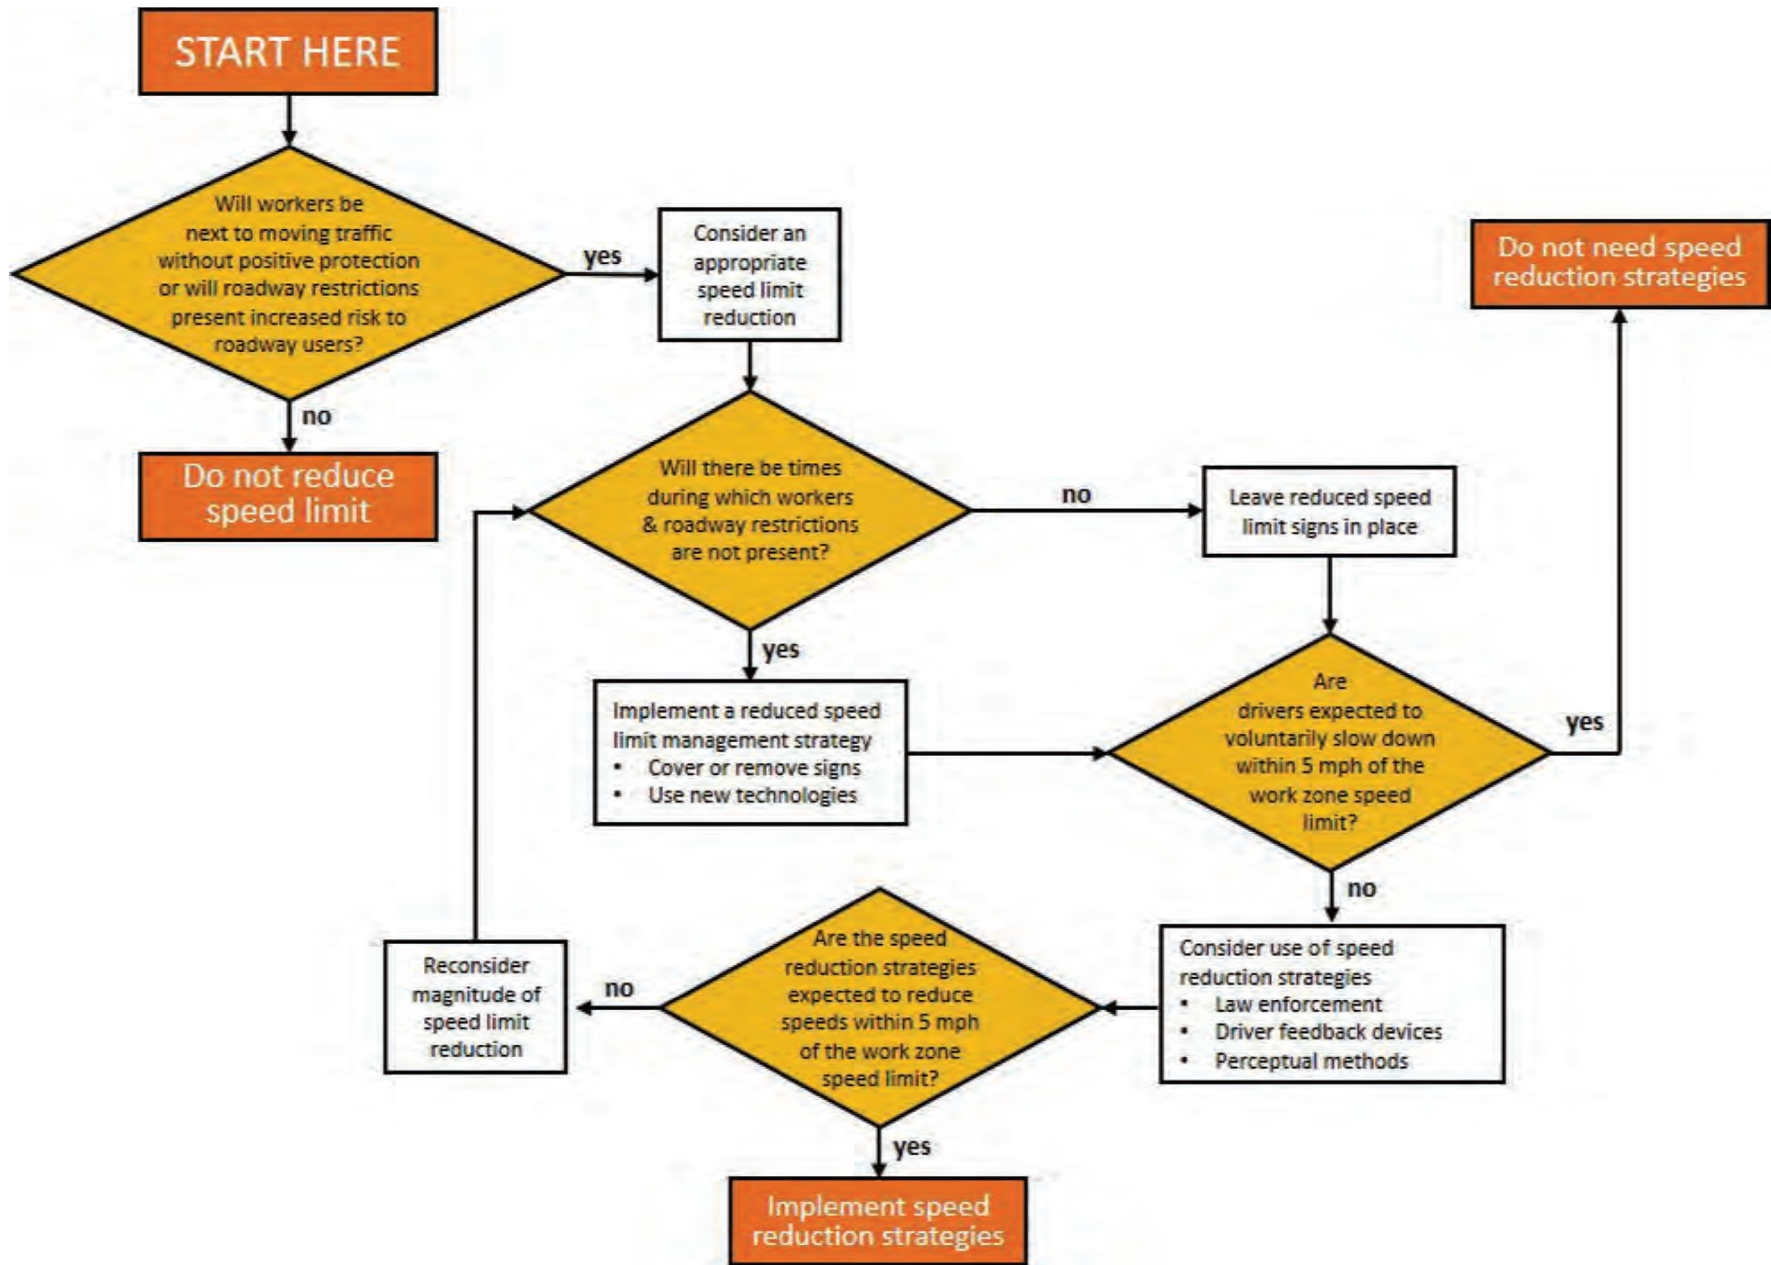 START HERE
Will workers be
next to moving traffic
without positive protection
or will roadway restrictions
present increased risk to
roadway users?
yes
Consider an
appropriate
speed limit
reduction
Do not need speed
reduction strategies
no
Do not reduce
speed limit
Will there be times
during which workers
& roadway restrictions
are not present?
no
Leave reduced speed
limit signs in place
yes
Implement a reduced speed
limit management strategy
• Cover or remove signs
• Use new technologies
Are
drivers expected to
voluntarily slow down
within 5 mph of the
work zone speed
limit?
yes
no
Consider use of speed
reduction strategies
• Law enforcement
• Driver feedback devices
• Perceptual methods
Are the speed
reduction strategies
expected to reduce
speeds within 5 mph
of the work zone
speed limit?
no
Reconsider
magnitude of
speed limit
reduction
yes
Implement speed
reduction strategies